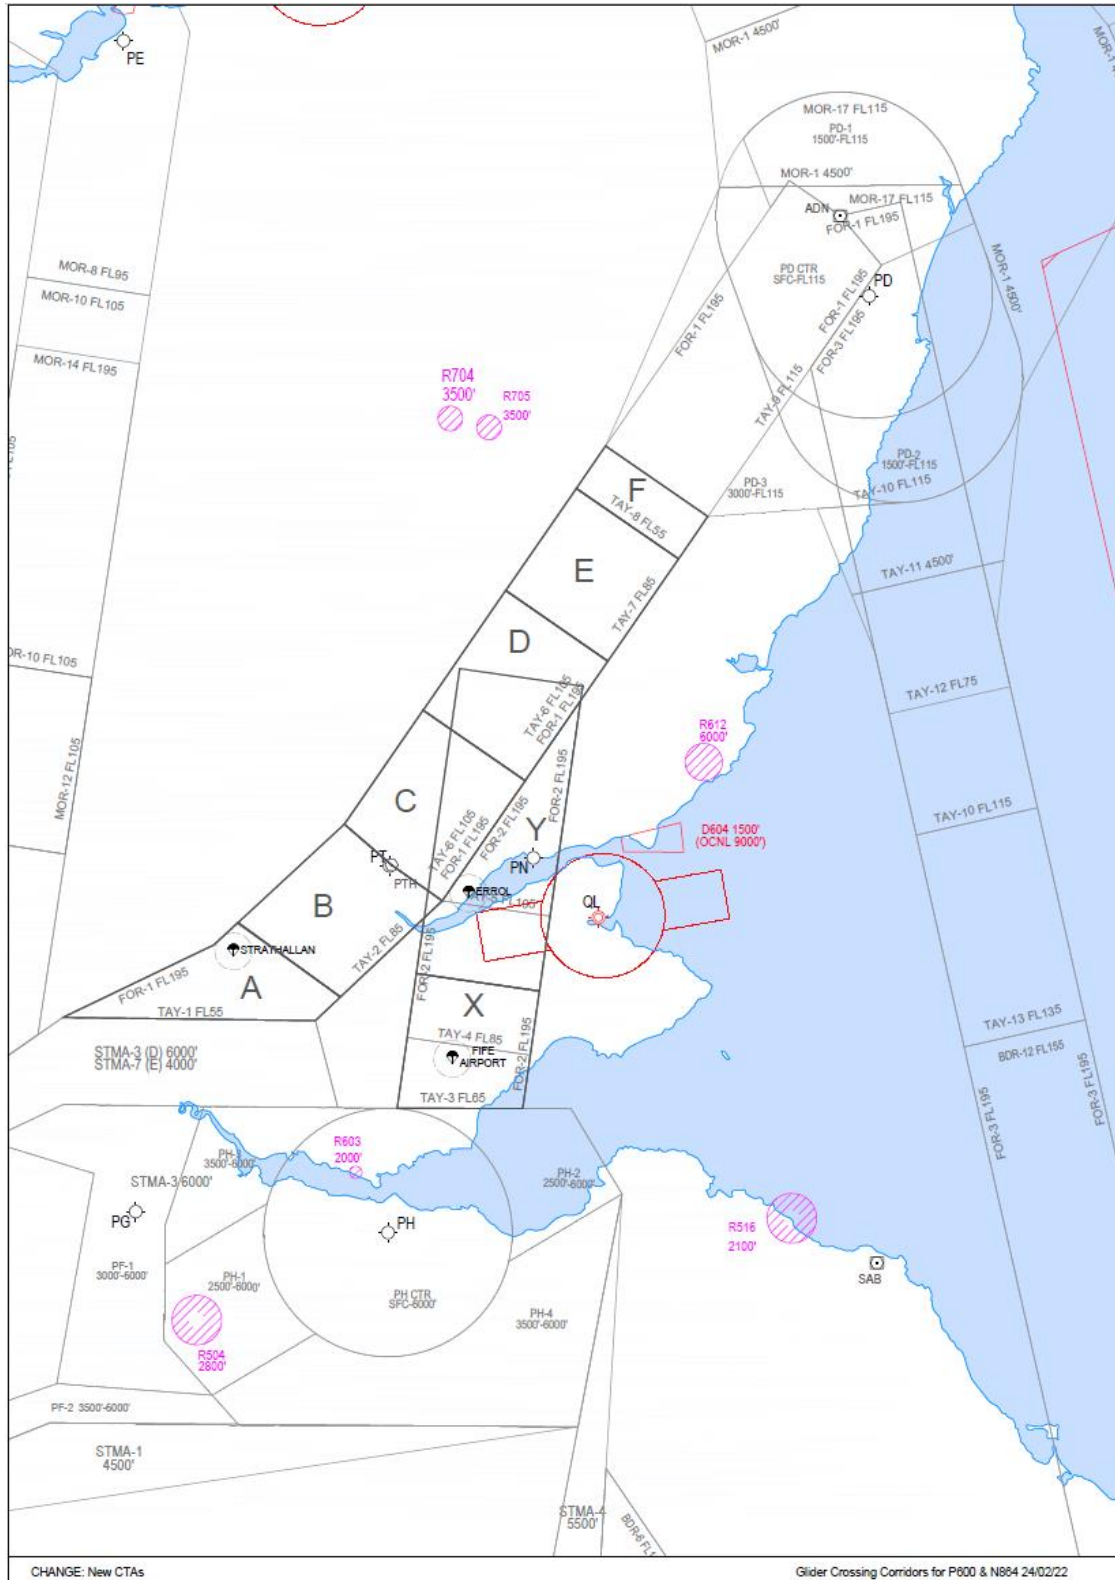 PE
MOR-1 4500'
MOR-17 FL115
PD-1
1500'-FL115
MOR-1 4500'
MOR-17 FL115
ADN
FOR-1 FL195
MOR-8 FL95
MOR-10 FL105
MOR-14 FL195
PD CTR
SFC-FL115
PD
MOR-1 4500'
FOR-1 FL195
FOR-1 FL195
FOR-3 FL195
TAY-9 FL115
R704
3500'
R705
3500'
PD-2
1500'-FL115
PD-3
3000'-FL115
TAY-10 FL115
F
TAY-8 FL55
E
TAY-7 FL85
TAY-11 4500'
D
TAY-6 FL105
FOR-1 FL195
TAY-12 FL75
R612
6000'
MOR-12 FL105
FOR-2 FL195
C
TAY-10 FL115
D604 1500'
(OCNL 9000')
TAY-6 FL105
FOR-1 FL195
FOR-2 FL195
Y
PN
PT
PTH
ERROL
QL
B
TAY-2 FL85
STRATHALLAN
FOR-1 FL195
A
TAY-1 FL55
FOR-2 FL195
X
TAY-4 FL85
FIFE
AIRPORT
FOR-2 FL195
TAY-3 FL65
TAY-13 FL135
BDR-12 FL155
FOR-3 FL195
FOR-3 FL195
STMA-3 (D) 6000'
STMA-7 (E) 4000'
R603
2000'
3500'-6000'
STMA-3 6000'
PH-2
2500'-6000'
PG
PH
R516
2100'
SAB
PF-1
3000'-6000'
PH-1
2500'-6000'
PH CTR
SFC-6000'
PH-4
3500'-6000'
R504
2800'
PF-2 3500'-6000'
STMA-1
4500'
STMA-4
5500'
CHANGE: New CTAs
Glider Crossing Corridors for P600 & N864 24/02/22